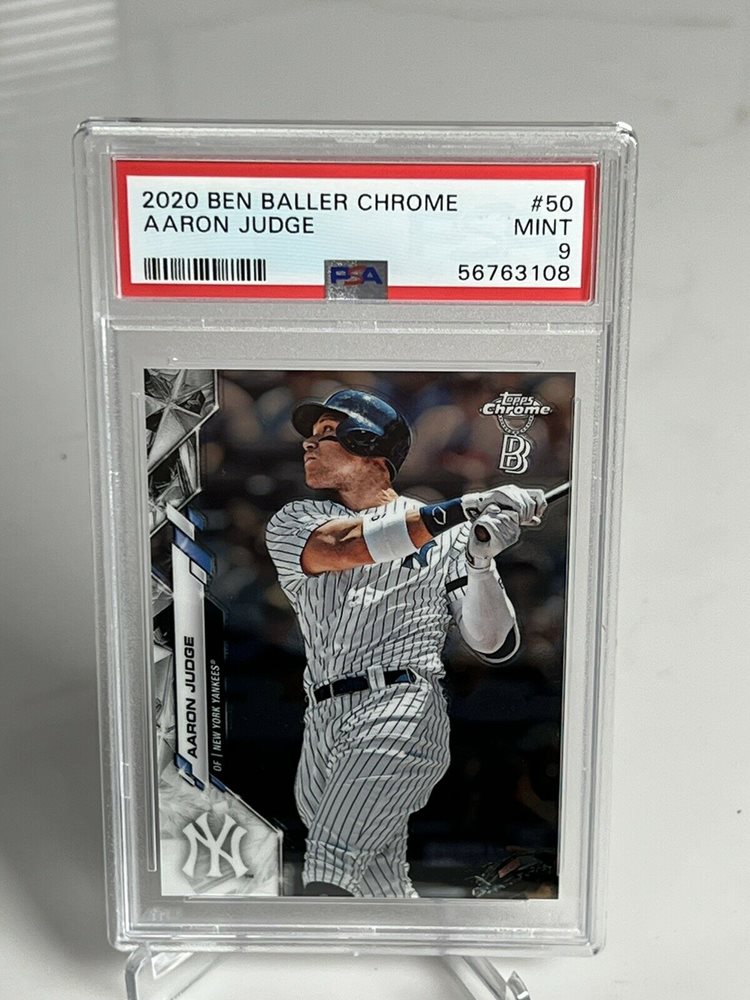 2020 BEN BALLER CHROME #50
AARON JUDGE MINT
9
PSA 56763108
Topps
Chrome
BB
AARON JUDGE
OF | NEW YORK YANKEES®
NY